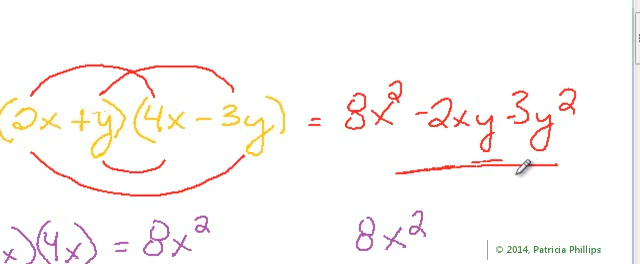 (2x + y)(4x - 3y) = 8x² - 2xy - 3y²
x)(4x) = 8x² 8x²
© 2014, Patricia Phillips